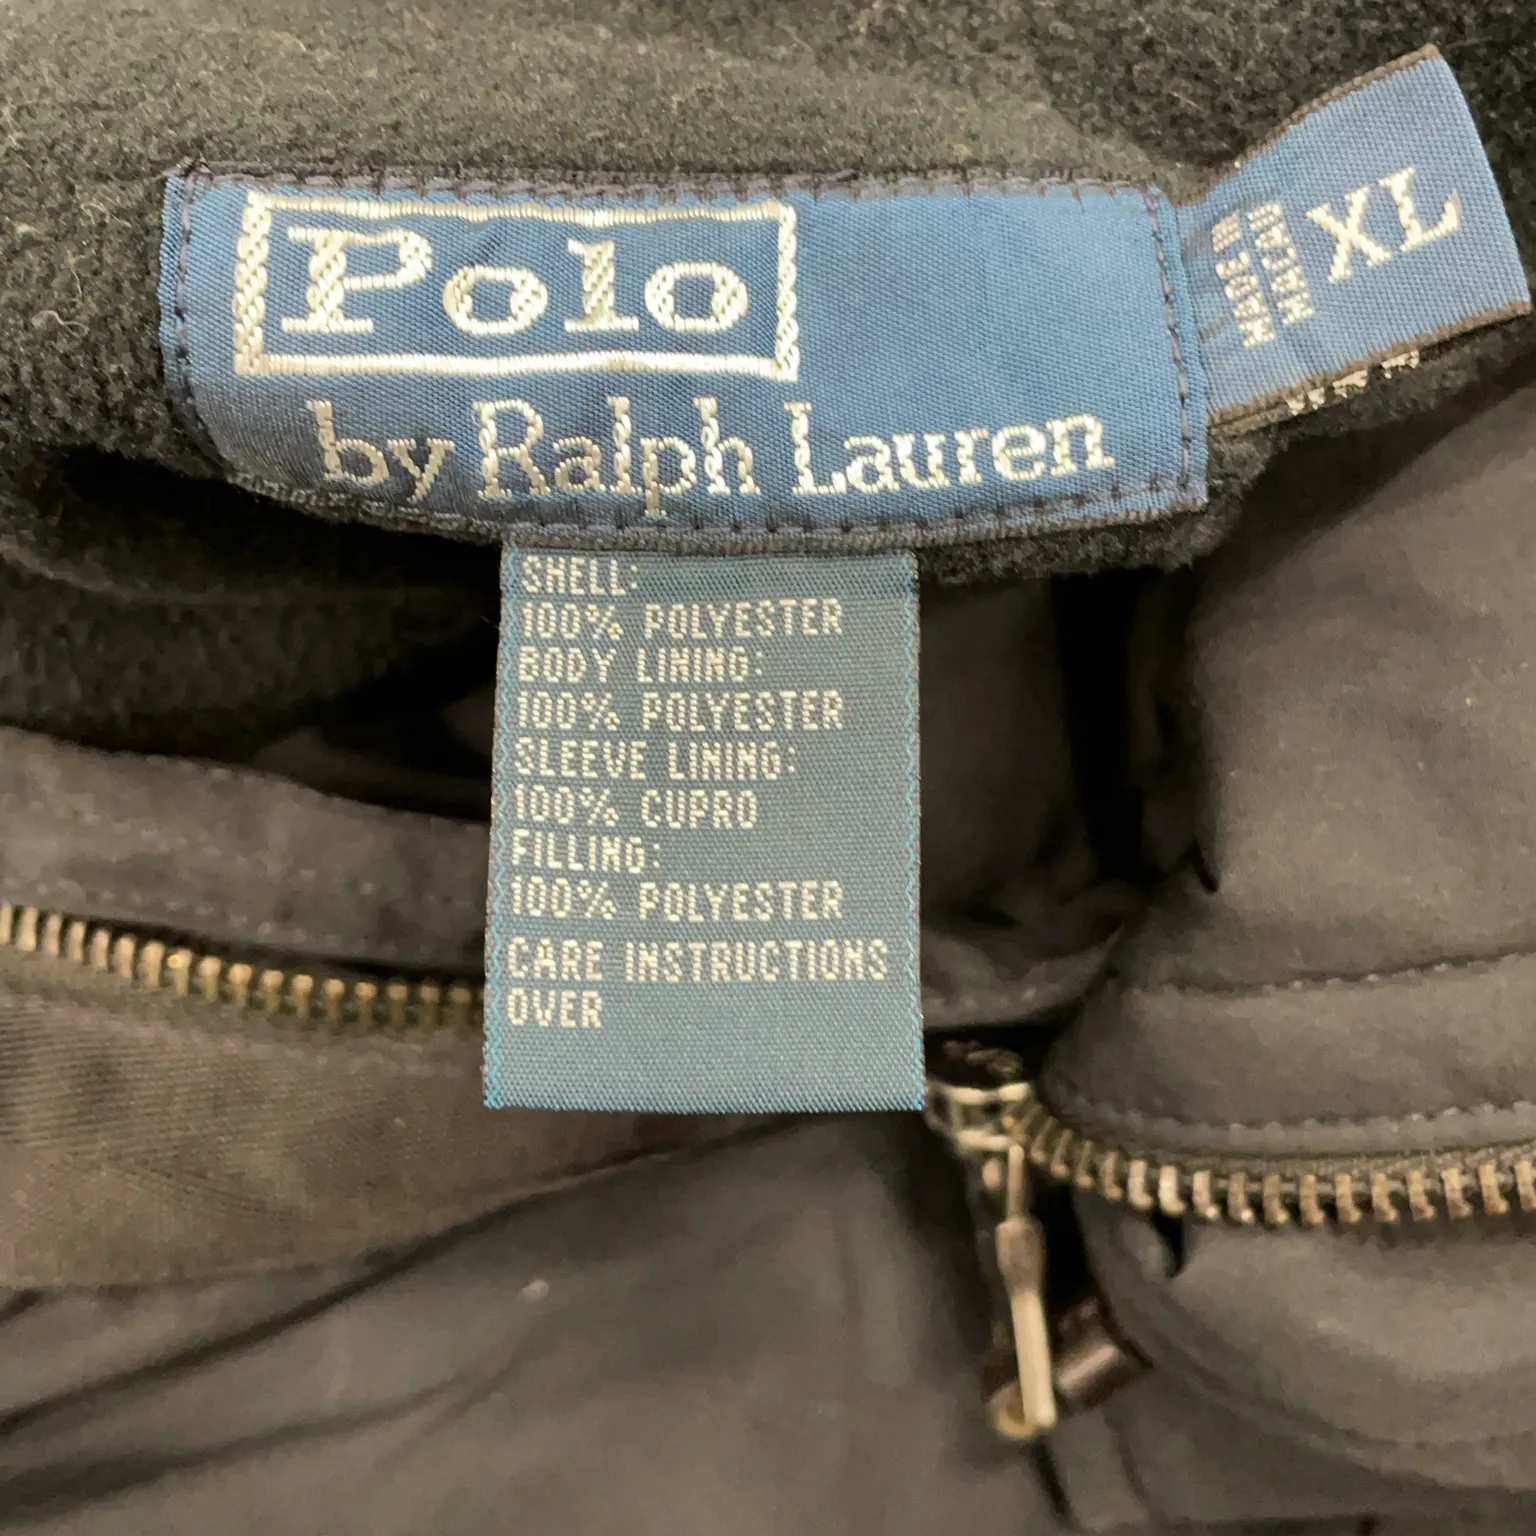 Polo
by Ralph Lauren
XL
MADE IN
MACAU
SHELL:
100% POLYESTER
BODY LINING:
100% POLYESTER
SLEEVE LINING:
100% CUPRO
FILLING:
100% POLYESTER
CARE INSTRUCTIONS
OVER